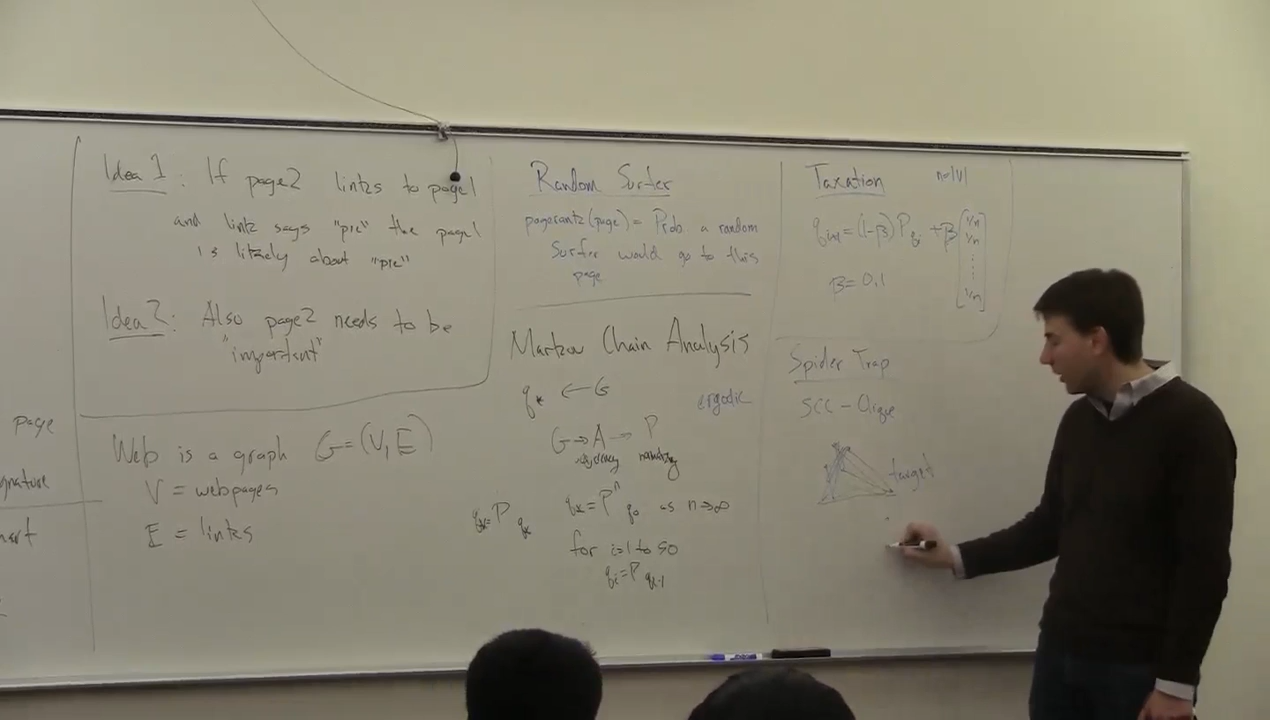 page
gnature
Idea 1: If page2 links to page1
and link says "pie" the page1
is likely about "pie"
Idea2: Also page2 needs to be
"important"
Web is a graph G=(V,E)
V = webpages
E = links
Random Surfer
pagerank(page) = Prob. a random
surfer would go to this
page
Markov Chain Analysis
q* ← G
ergodic
G → A → P
adjacency
q*=P q*
q*=Pⁿ q₀ as n→∞
for i=1 to 50
qᵢ=P qᵢ₋₁
Taxation n=|V|
qᵢ₊₁=(1-β)P qᵢ + β [1/n 1/n ⋮ 1/n]
β=0.1
Spider Trap
SCC - Clique
target